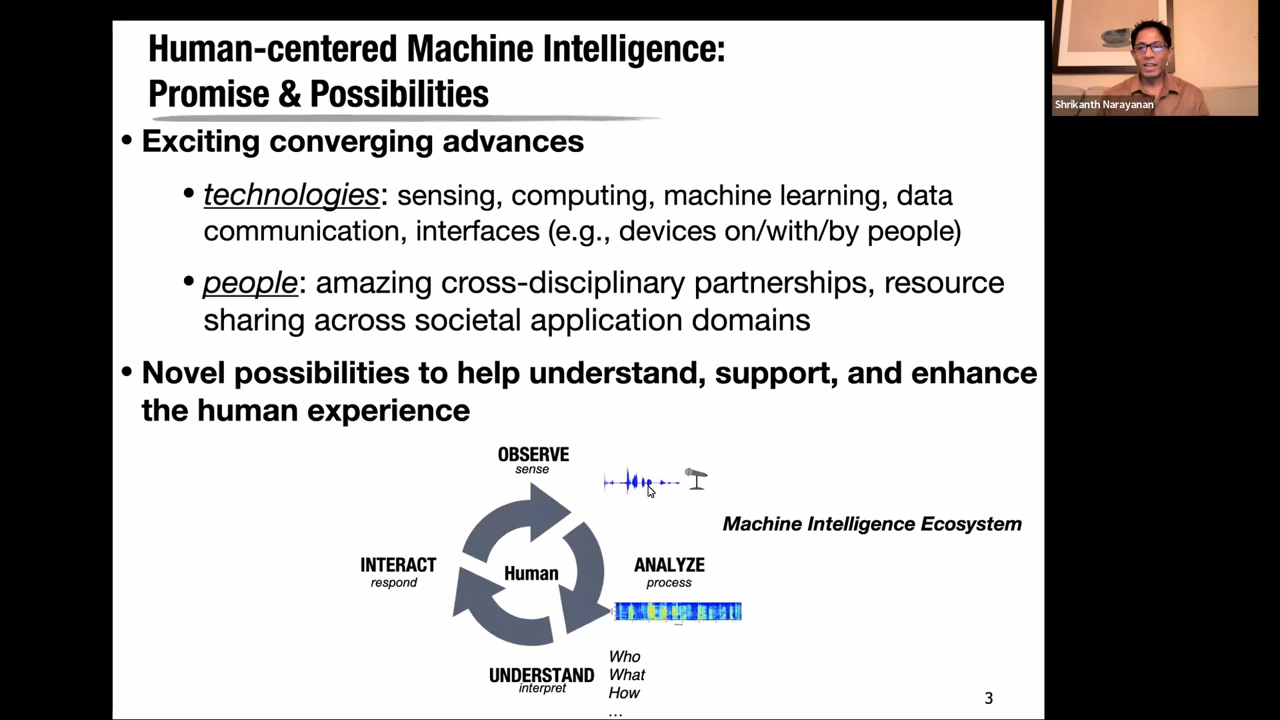 Human-centered Machine Intelligence:
Promise & Possibilities
• Exciting converging advances
• technologies: sensing, computing, machine learning, data
communication, interfaces (e.g., devices on/with/by people)
• people: amazing cross-disciplinary partnerships, resource
sharing across societal application domains
• Novel possibilities to help understand, support, and enhance
the human experience
OBSERVE
sense
Machine Intelligence Ecosystem
INTERACT
respond
Human
ANALYZE
process
UNDERSTAND
interpret
Who
What
How
...
3
Shrikanth Narayanan